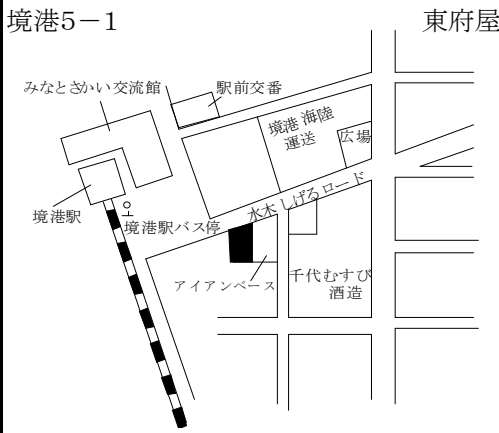 境港5－1
東府屋
みなとさかい交流館
駅前交番
境港 海陸
運送
広場
水木しげるロード
境港駅
境港駅バス停
アイアンベース
千代むすび
酒造